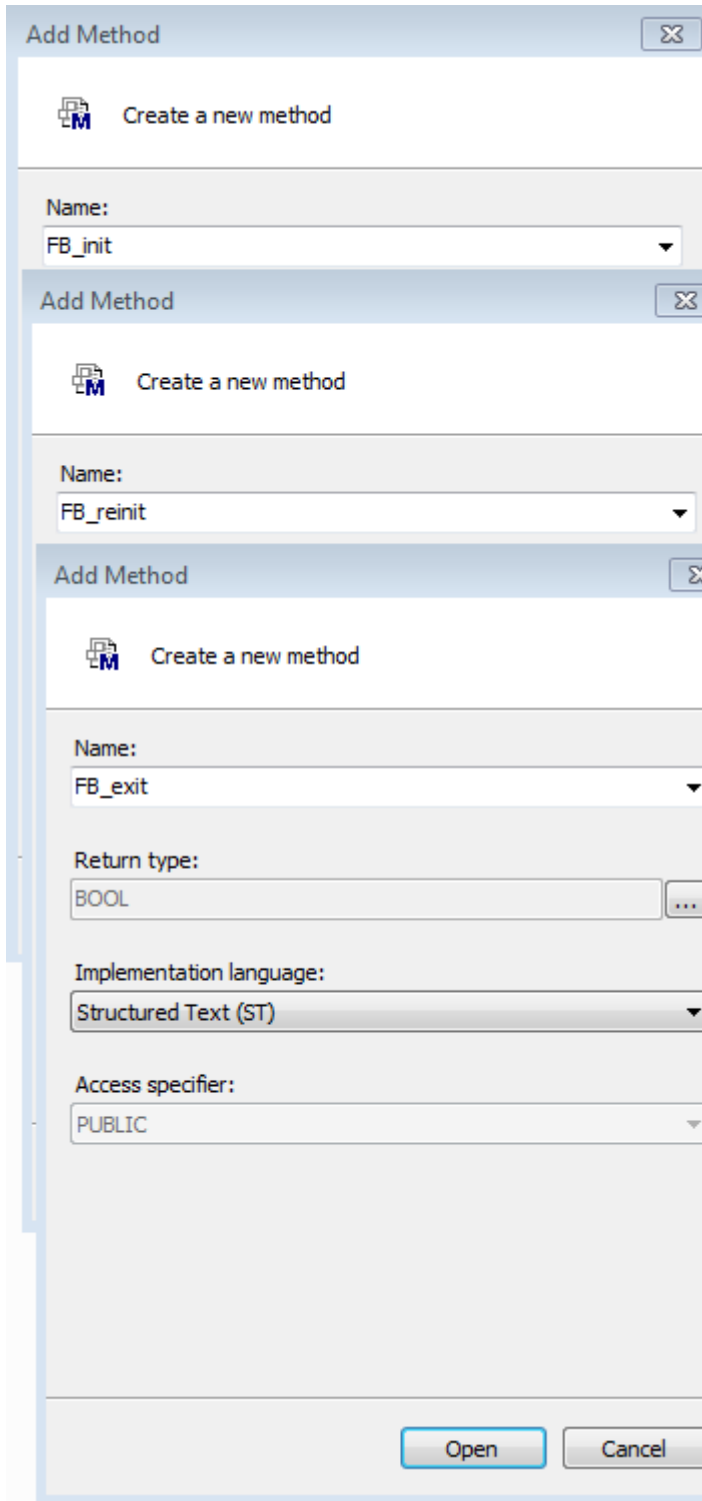 Add Method
Create a new method
Name:
FB_init
Add Method
Create a new method
Name:
FB_reinit
Add Method
Create a new method
Name:
FB_exit
Return type:
BOOL
...
Implementation language:
Structured Text (ST)
Access specifier:
PUBLIC
Open
Cancel